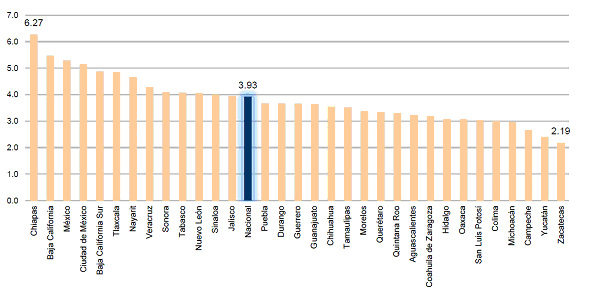 7.0
6.0
5.0
4.0
3.0
2.0
1.0
0.0
6.27
3.93
2.19
Chiapas
Baja California
México
Ciudad de México
Baja California Sur
Tlaxcala
Nayarit
Veracruz
Sonora
Tabasco
Nuevo León
Sinaloa
Jalisco
Nacional
Puebla
Durango
Guerrero
Guanajuato
Chihuahua
Tamaulipas
Morelos
Querétaro
Quintana Roo
Aguascalientes
Coahuila de Zaragoza
Hidalgo
Oaxaca
San Luis Potosí
Colima
Michoacán
Campeche
Yucatán
Zacatecas